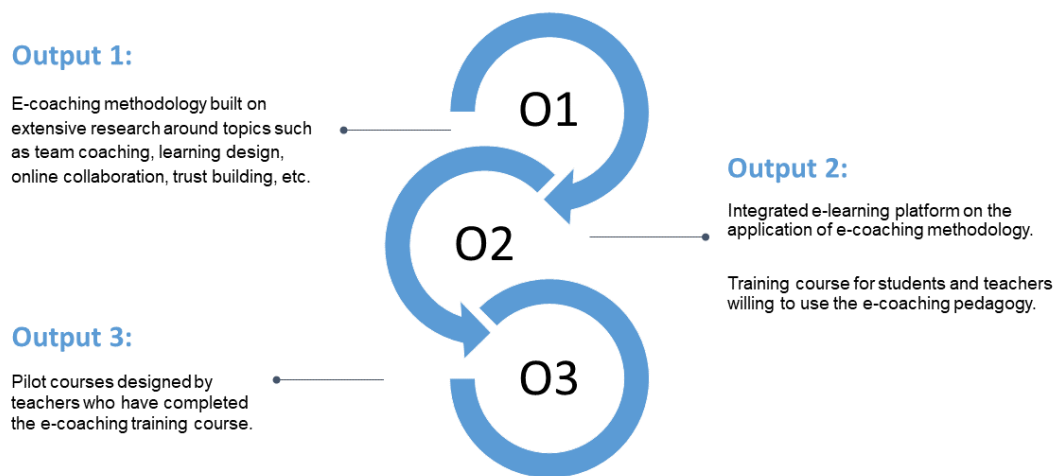 Output 1:
E-coaching methodology built on
extensive research around topics such
as team coaching, learning design,
online collaboration, trust building, etc.
O1
Output 2:
Integrated e-learning platform on the
application of e-coaching methodology.
Training course for students and teachers
willing to use the e-coaching pedagogy.
O2
Output 3:
Pilot courses designed by
teachers who have completed
the e-coaching training course.
O3